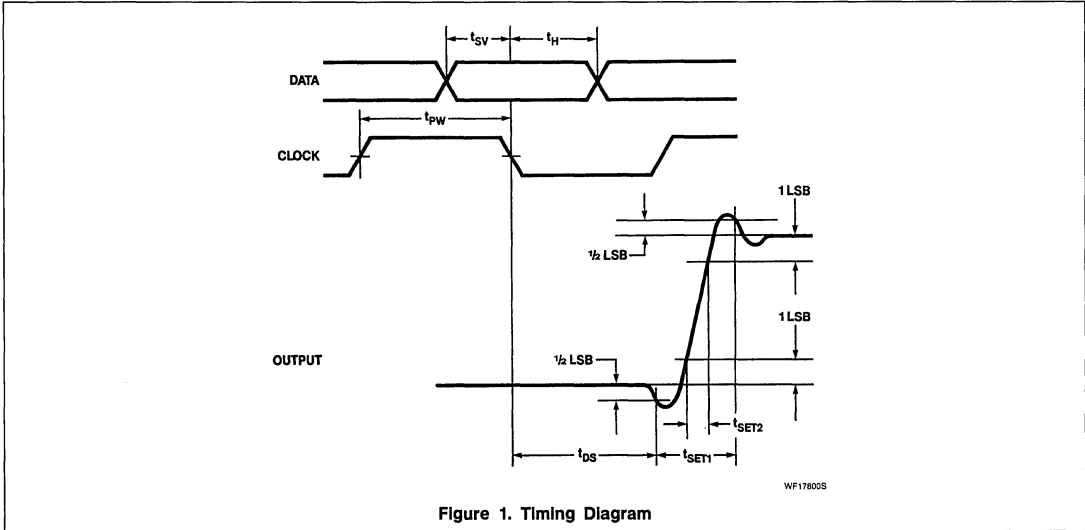 tSV
tH
DATA
tPW
CLOCK
1 LSB
1/2 LSB
1 LSB
OUTPUT
1/2 LSB
tSET2
tDS
tSET1
WF17800S
Figure 1. Timing Diagram